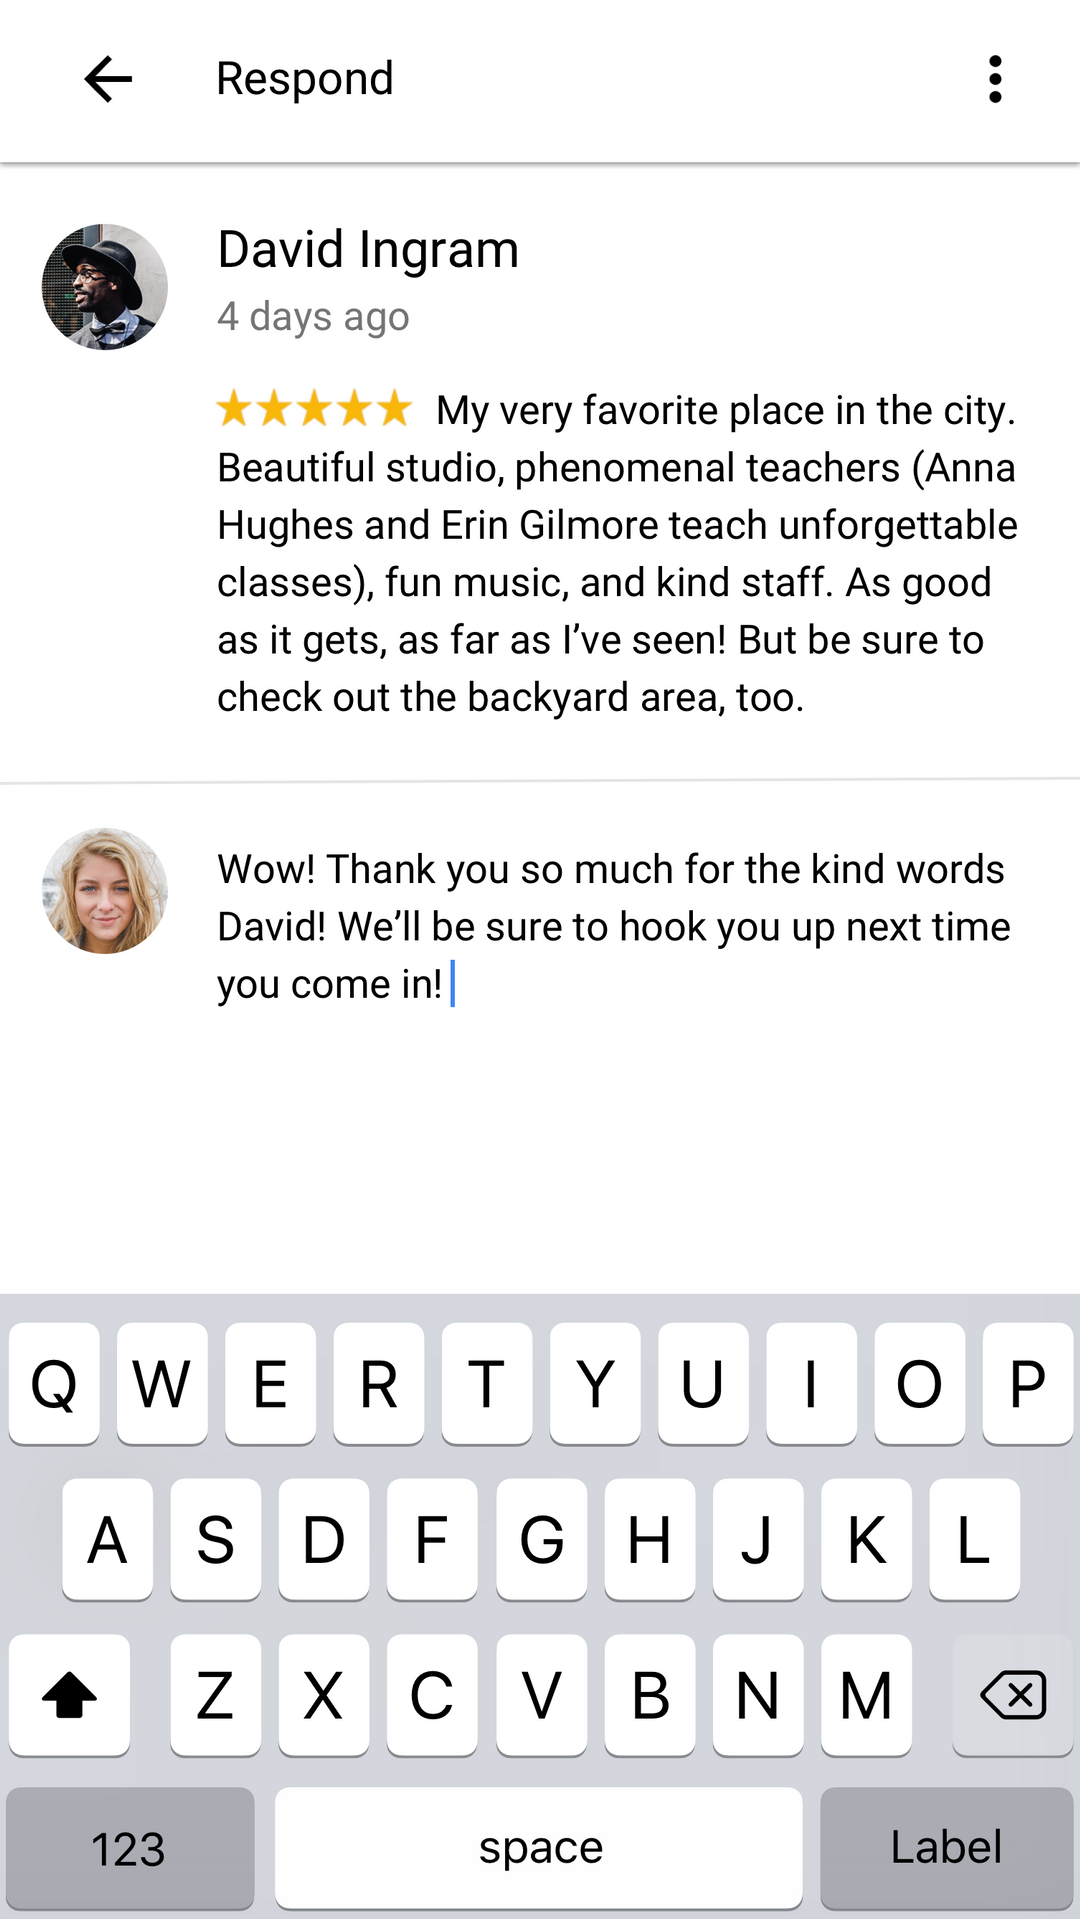 Respond
David Ingram
4 days ago
My very favorite place in the city.
Beautiful studio, phenomenal teachers (Anna
Hughes and Erin Gilmore teach unforgettable
classes), fun music, and kind staff. As good
as it gets, as far as I’ve seen! But be sure to
check out the backyard area, too.
Wow! Thank you so much for the kind words
David! We’ll be sure to hook you up next time
you come in!
Q W E R T Y U I O P
A S D F G H J K L
Z X C V B N M
123 space Label